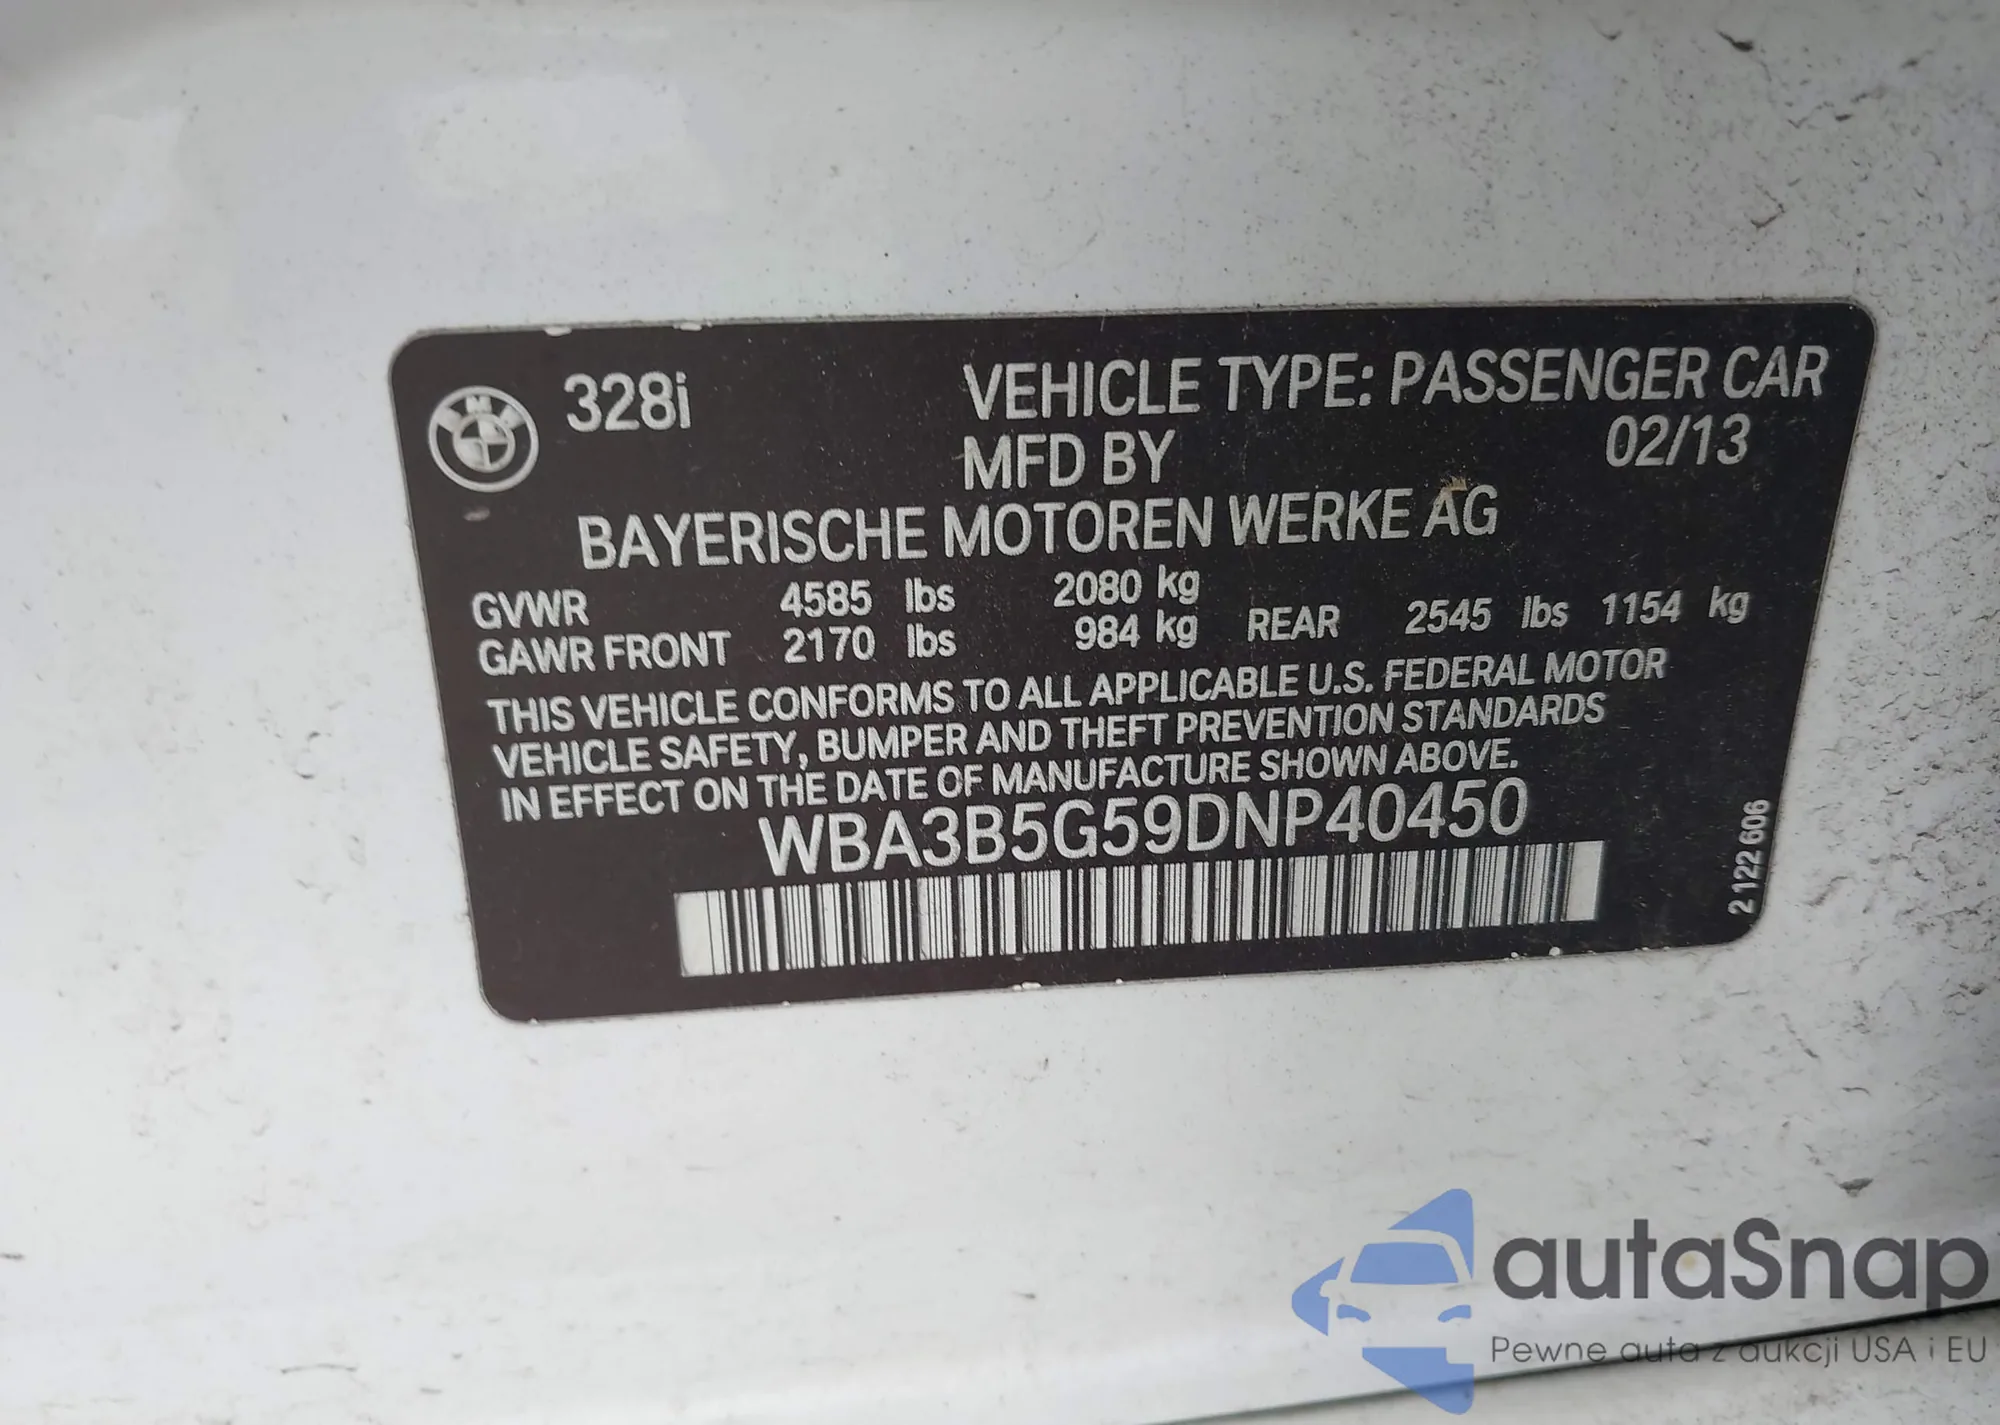 BMW 328i VEHICLE TYPE: PASSENGER CAR
MFD BY 02/13
BAYERISCHE MOTOREN WERKE AG
GVWR 4585 lbs 2080 kg
GAWR FRONT 2170 lbs 984 kg REAR 2545 lbs 1154 kg
THIS VEHICLE CONFORMS TO ALL APPLICABLE U.S. FEDERAL MOTOR
VEHICLE SAFETY, BUMPER AND THEFT PREVENTION STANDARDS
IN EFFECT ON THE DATE OF MANUFACTURE SHOWN ABOVE.
WBA3B5G59DNP40450
2 122 606
autaSnap
Pewne auta z aukcji USA i EU